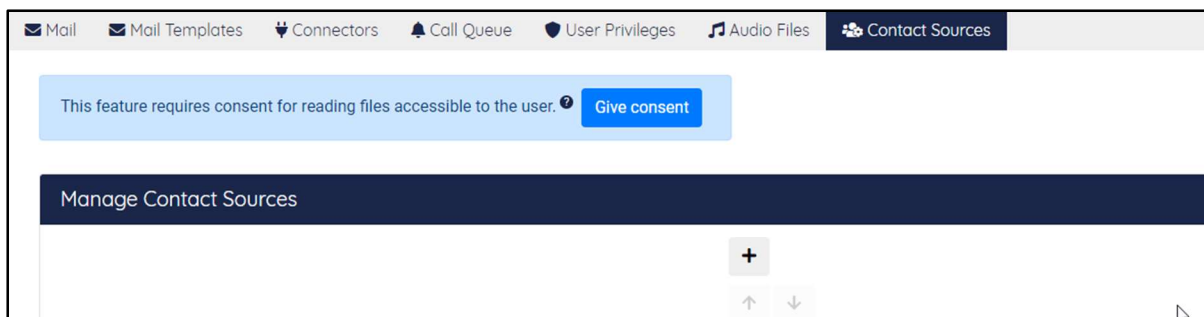 Mail Mail Templates Connectors Call Queue User Privileges Audio Files Contact Sources
This feature requires consent for reading files accessible to the user. Give consent
Manage Contact Sources